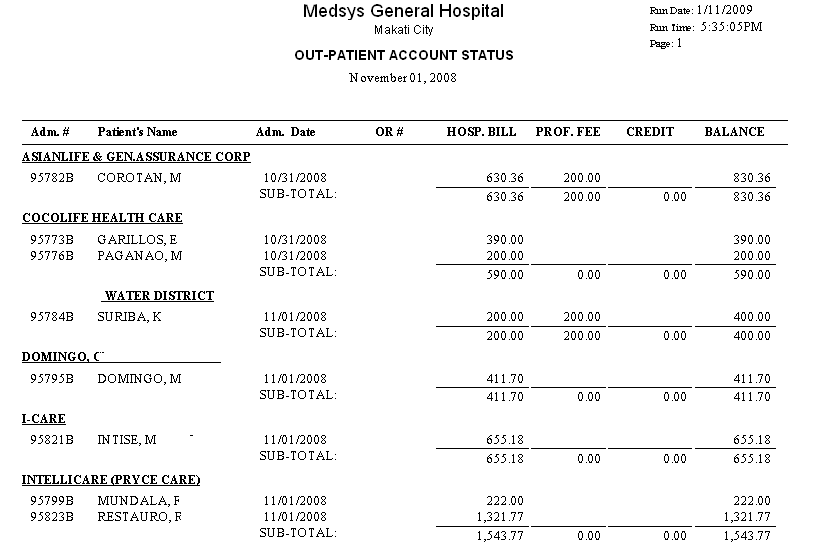 Medsys General Hospital
Run Date: 1/11/2009
Makati City
Run Time: 5:35:05PM
Page: 1
OUT-PATIENT ACCOUNT STATUS
November 01, 2008
Adm. # Patient's Name Adm. Date OR # HOSP. BILL PROF. FEE CREDIT BALANCE
ASIANLIFE & GEN.ASSURANCE CORP
95782B COROTAN, M 10/31/2008 630.36 200.00 830.36
SUB-TOTAL: 630.36 200.00 0.00 830.36
COCOLIFE HEALTH CARE
95773B GARILLOS, E 10/31/2008 390.00 390.00
95776B PAGANAO, M 10/31/2008 200.00 200.00
SUB-TOTAL: 590.00 0.00 0.00 590.00
WATER DISTRICT
95784B SURIBA, K 11/01/2008 200.00 200.00 400.00
SUB-TOTAL: 200.00 200.00 0.00 400.00
DOMINGO,
95795B DOMINGO, M 11/01/2008 411.70 411.70
SUB-TOTAL: 411.70 0.00 0.00 411.70
I-CARE
95821B INTISE, M 11/01/2008 655.18 655.18
SUB-TOTAL: 655.18 0.00 0.00 655.18
INTELLICARE (PRYCE CARE)
95799B MUNDALA, 11/01/2008 222.00 222.00
95823B RESTAURO, 11/01/2008 1,321.77 1,321.77
SUB-TOTAL: 1,543.77 0.00 0.00 1,543.77